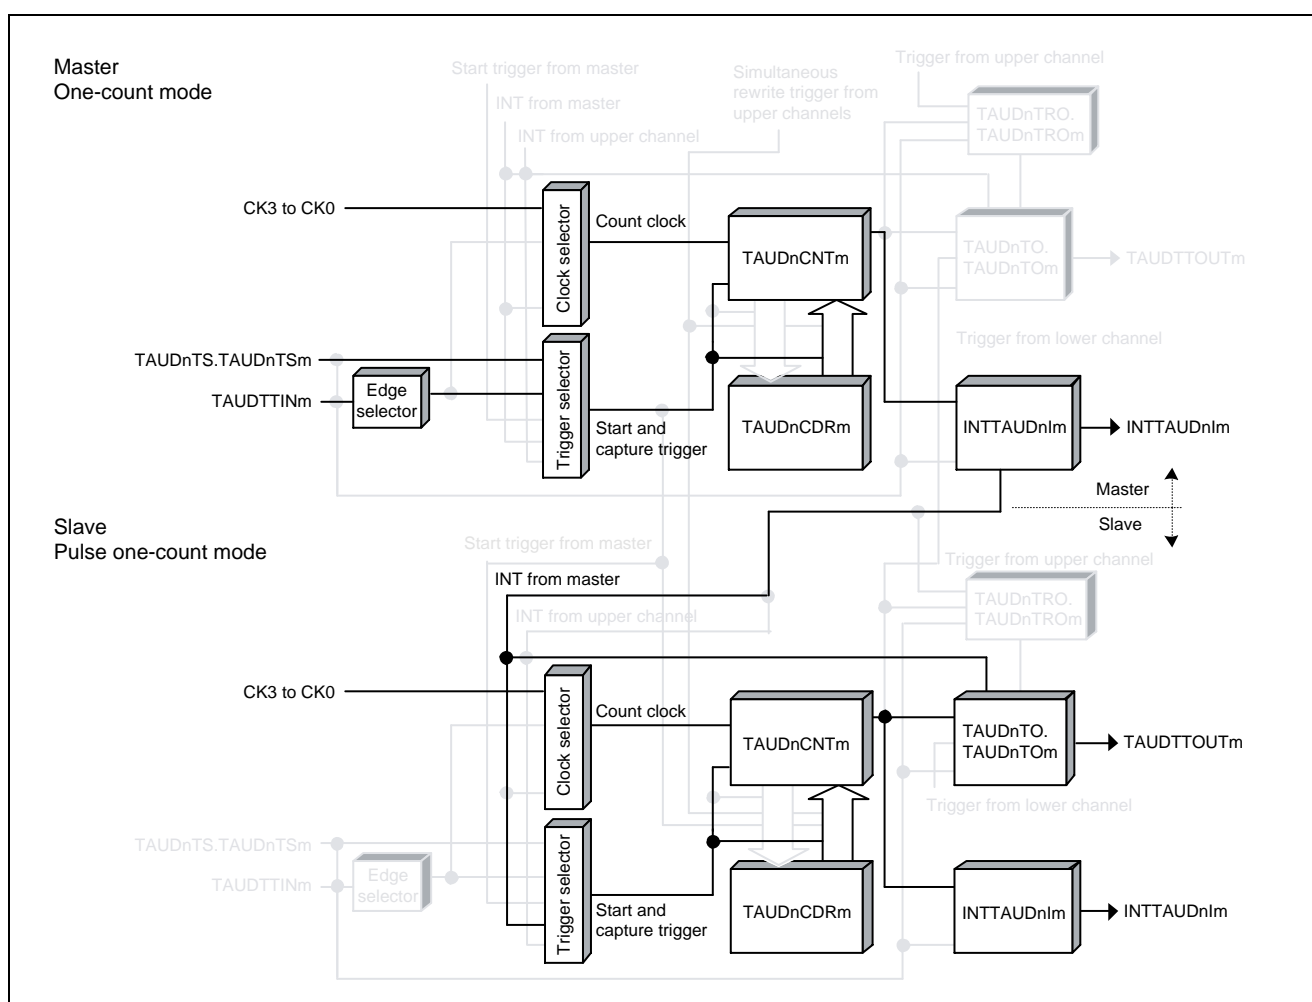 Master
One-count mode
Start trigger from master
INT from master
INT from upper channel
Simultaneous
rewrite trigger from
upper channels
Trigger from upper channel
TAUDnTRO.
TAUDnTROm
CK3 to CK0
Clock selector
Count clock
TAUDnCNTm
TAUDnTO.
TAUDnTOm
TAUDTTOUTm
Trigger from lower channel
TAUDnTS.TAUDnTSm
TAUDTTINm
Edge
selector
Trigger selector
Start and
capture trigger
TAUDnCDRm
INTTAUDnIm
INTTAUDnIm
Master
Slave
Slave
Pulse one-count mode
Start trigger from master
INT from master
INT from upper channel
Trigger from upper channel
TAUDnTRO.
TAUDnTROm
CK3 to CK0
Clock selector
Count clock
TAUDnCNTm
TAUDnTO.
TAUDnTOm
TAUDTTOUTm
Trigger from lower channel
TAUDnTS.TAUDnTSm
TAUDTTINm
Edge
selector
Trigger selector
Start and
capture trigger
TAUDnCDRm
INTTAUDnIm
INTTAUDnIm